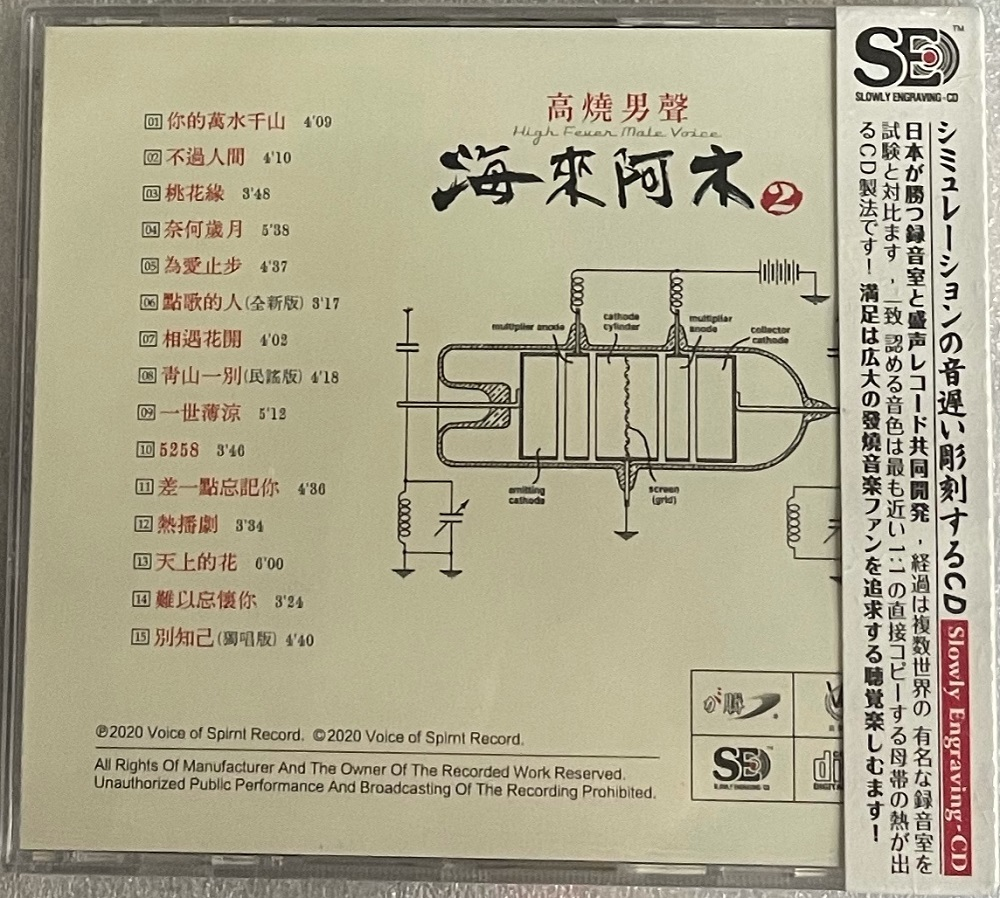 01 你的萬水千山 4'09
02 不過人間 4'10
03 桃花緣 3'48
04 奈何歲月 5'38
05 為愛止步 4'37
06 點歌的人(全新版) 3'17
07 相遇花開 4'02
08 青山一別(民謠版) 4'18
09 一世薄涼 5'12
10 5258 3'46
11 差一點忘記你 4'36
12 熱播劇 3'34
13 天上的花 6'00
14 難以忘懷你 3'24
15 別知己(獨唱版) 4'40
高燒男聲
High Fever Male Voice
海來阿木 2
multiplier anode
cathode
cylinder
multiplier
anode
collector
cathode
emitting
cathode
screen
(grid)
℗2020 Voice of Spirnt Record. ©2020 Voice of Spirnt Record.
All Rights Of Manufacturer And The Owner Of The Recorded Work Reserved.
Unauthorized Public Performance And Broadcasting Of The Recording Prohibited.
が勝
SE
SLOWLY ENGRAVING-CD
SE TM
SLOWLY ENGRAVING-CD
シミュレーションの音遅い彫刻するCD Slowly Engraving-CD
日本が勝つ録音室と盛声レコード共同開発，経過は複数世界の 有名な録音室を
試験と対比ます，一致 認める音色は最も近い 1:1 の直接コピーする母帯の熱が出
るCD製法です！満足は広大の發燒音楽ファンを追求する聴覚楽しむます！